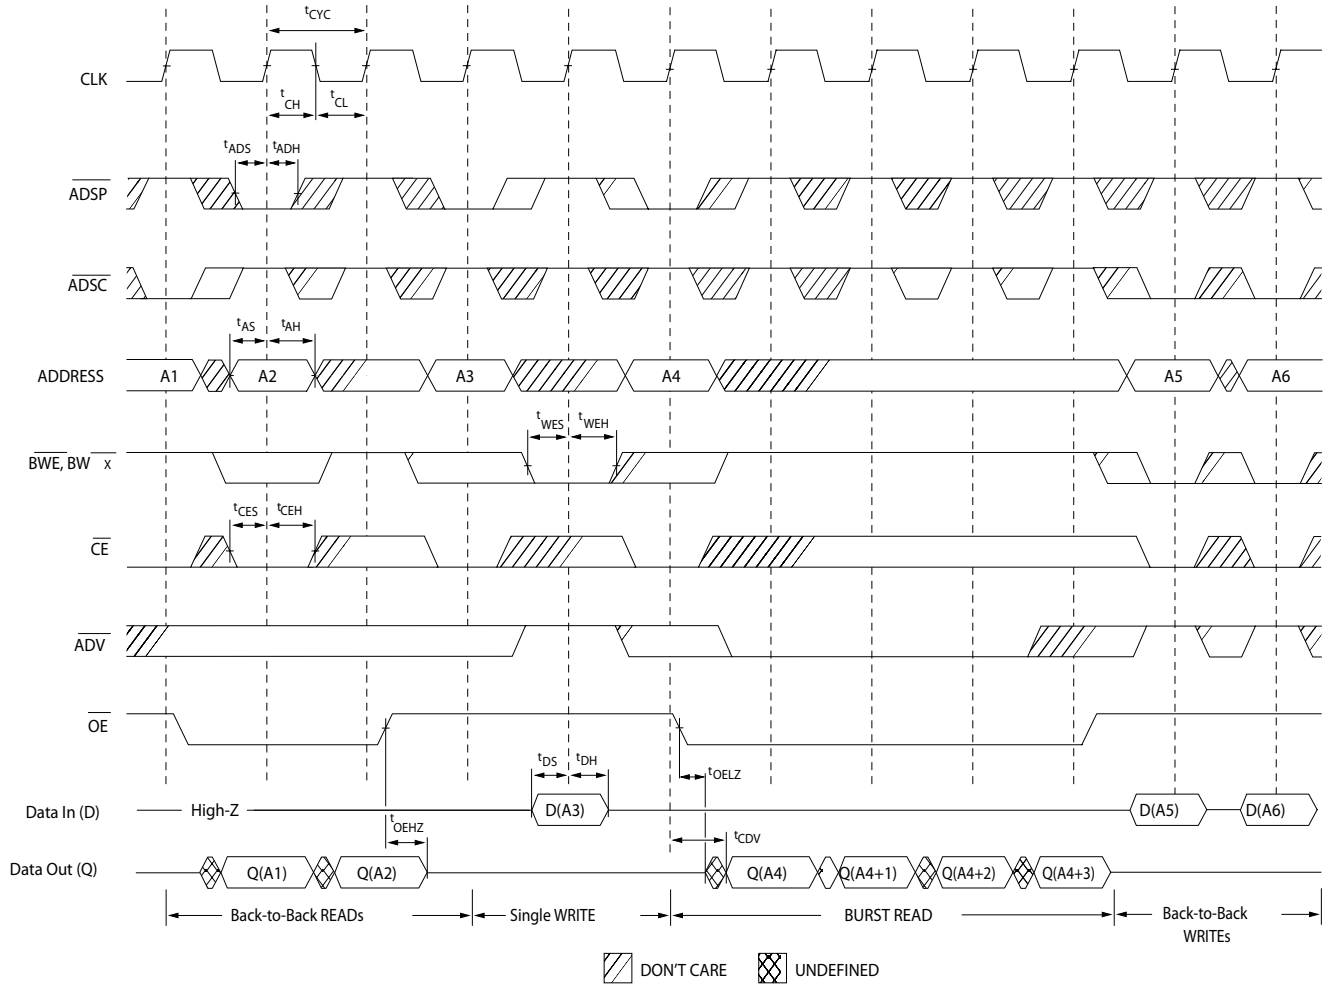 tCYC
CLK
tCH
tCL
tADS
tADH
ADSP
ADSC
tAS
tAH
ADDRESS
A1
A2
A3
A4
A5
A6
tWES
tWEH
BWE, BW X
tCES
tCEH
CE
ADV
OE
tDS
tDH
tOELZ
Data In (D)
High-Z
D(A3)
D(A5)
D(A6)
tOEHZ
tCDV
Data Out (Q)
Q(A1)
Q(A2)
Q(A4)
Q(A4+1)
Q(A4+2)
Q(A4+3)
Back-to-Back READs
Single WRITE
BURST READ
Back-to-Back
WRITEs
DON'T CARE
UNDEFINED